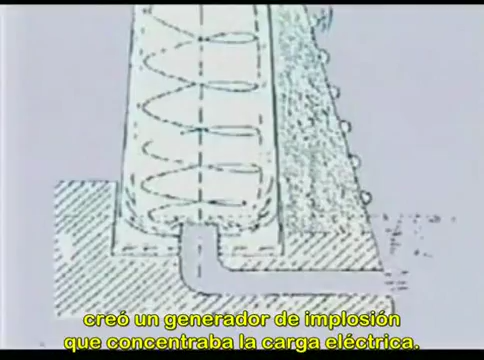 creó un generador de implosión
que concentraba la carga eléctrica.